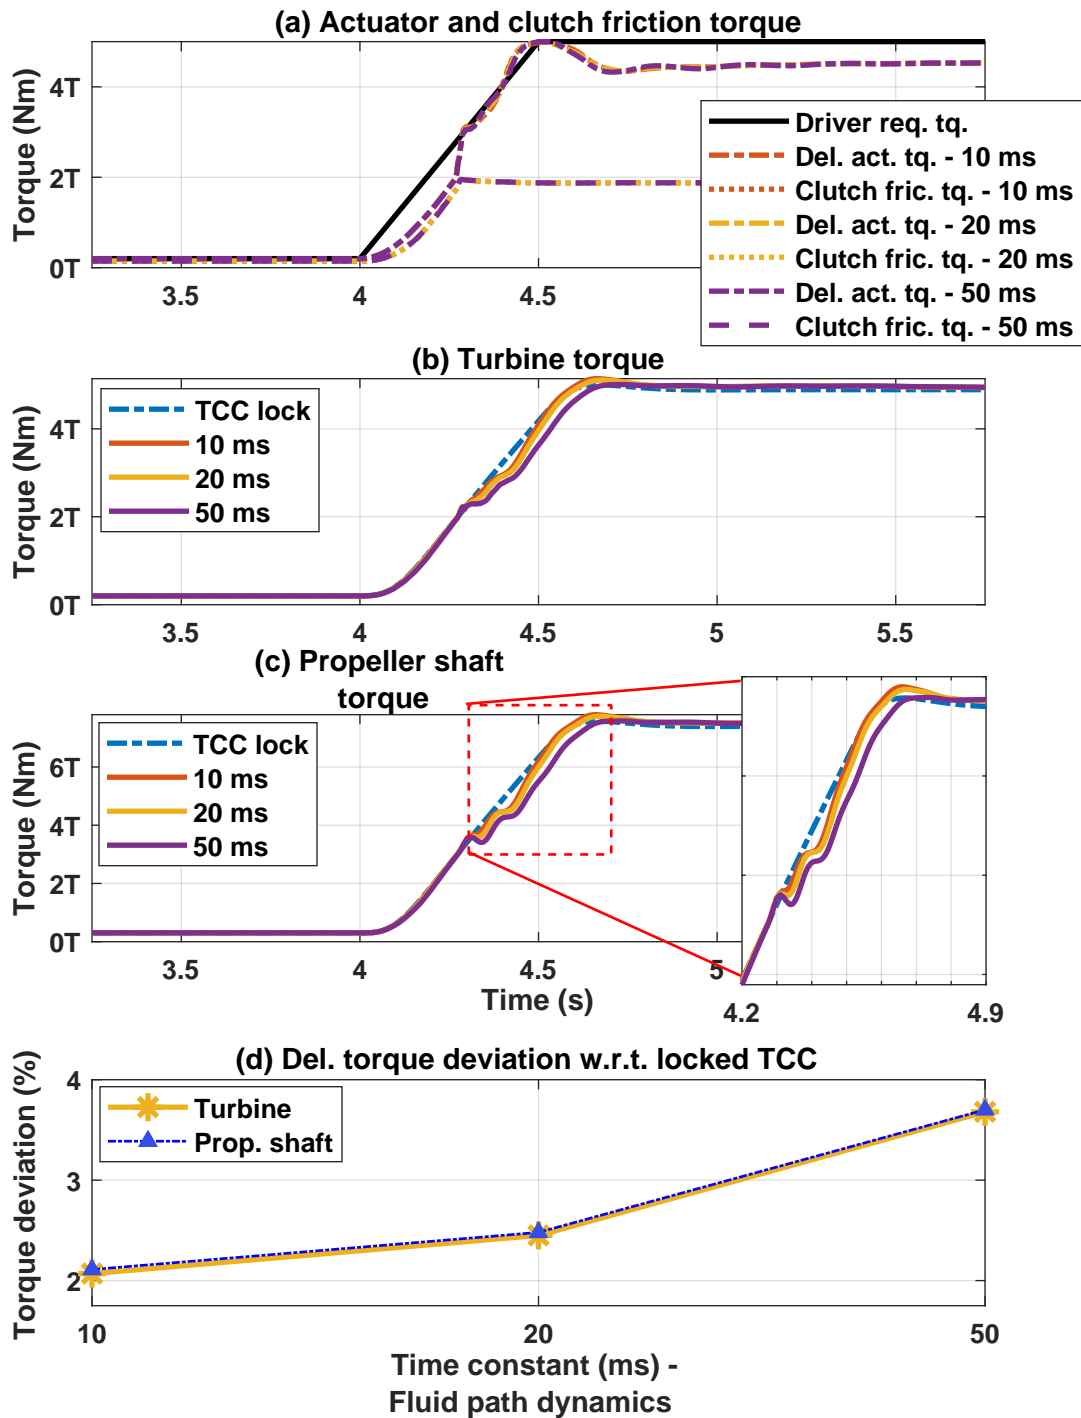 (a) Actuator and clutch friction torque
Torque (Nm)
4T
2T
0T
3.5
4
4.5
Driver req. tq.
Del. act. tq. - 10 ms
Clutch fric. tq. - 10 ms
Del. act. tq. - 20 ms
Clutch fric. tq. - 20 ms
Del. act. tq. - 50 ms
Clutch fric. tq. - 50 ms
(b) Turbine torque
Torque (Nm)
4T
2T
0T
TCC lock
10 ms
20 ms
50 ms
3.5
4
4.5
5
5.5
(c) Propeller shaft
torque
Torque (Nm)
6T
4T
2T
0T
TCC lock
10 ms
20 ms
50 ms
3.5
4
4.5
5
Time (s)
4.2
4.9
(d) Del. torque deviation w.r.t. locked TCC
Torque deviation (%)
4
3
2
Turbine
Prop. shaft
10
20
50
Time constant (ms) -
Fluid path dynamics